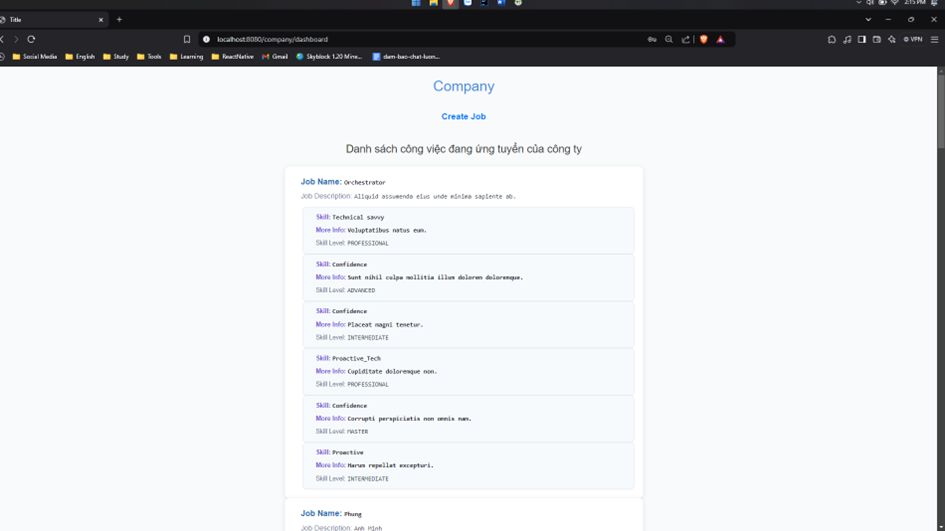 2:15 PM
Title
localhost:8080/company/dashboard
VPN
Social Media English Study Tools Learning ReactNative Gmail Skyblock 1.20 Mine... dam-bao-chat-luon...
Company
Create Job
Danh sách công việc đang ứng tuyển của công ty
Job Name: Orchestrator
Job Description: Aliquid assumenda eius unde minima sapiente ab.
Skill: Technical savvy
More Info: Voluptatibus natus eum.
Skill Level: PROFESSIONAL
Skill: Confidence
More Info: Sunt nihil culpa mollitia illum dolorem doloremque.
Skill Level: ADVANCED
Skill: Confidence
More Info: Placeat magni tenetur.
Skill Level: INTERMEDIATE
Skill: Proactive_Tech
More Info: Cupiditate doloremque non.
Skill Level: PROFESSIONAL
Skill: Confidence
More Info: Corrupti perspiciatis non omnis nam.
Skill Level: MASTER
Skill: Proactive
More Info: Harum repellat excepturi.
Skill Level: INTERMEDIATE
Job Name: Phung
Job Description: Anh Minh